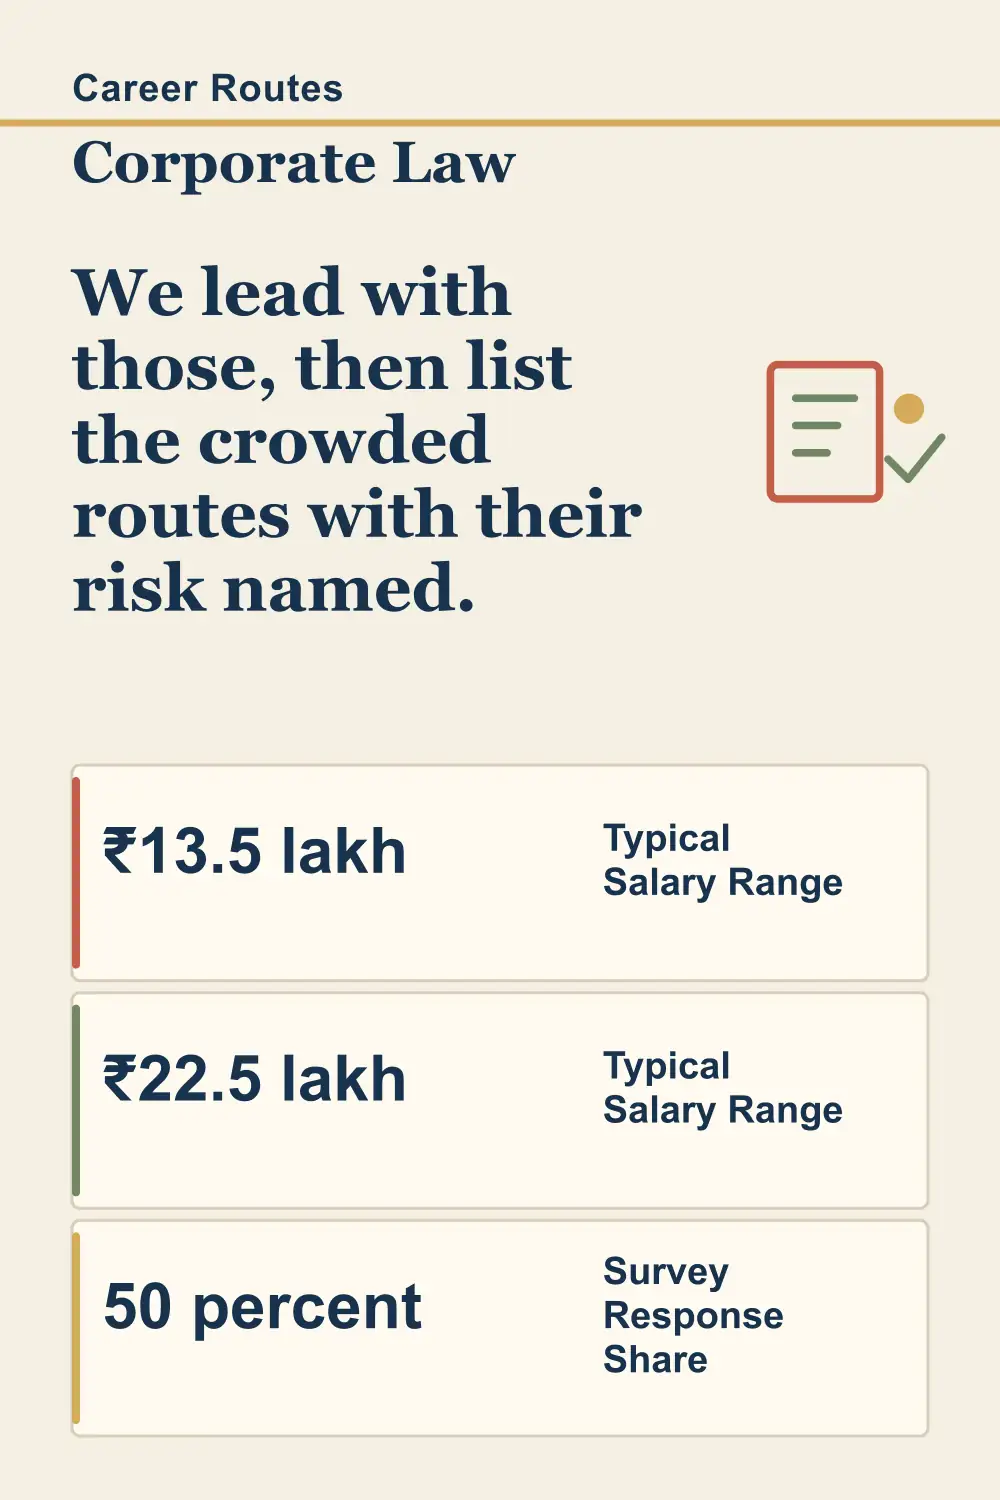 Career Routes
Corporate Law
We lead with
those, then list
the crowded
routes with their
risk named.
₹13.5 lakh
Typical
Salary Range
₹22.5 lakh
Typical
Salary Range
50 percent
Survey
Response
Share